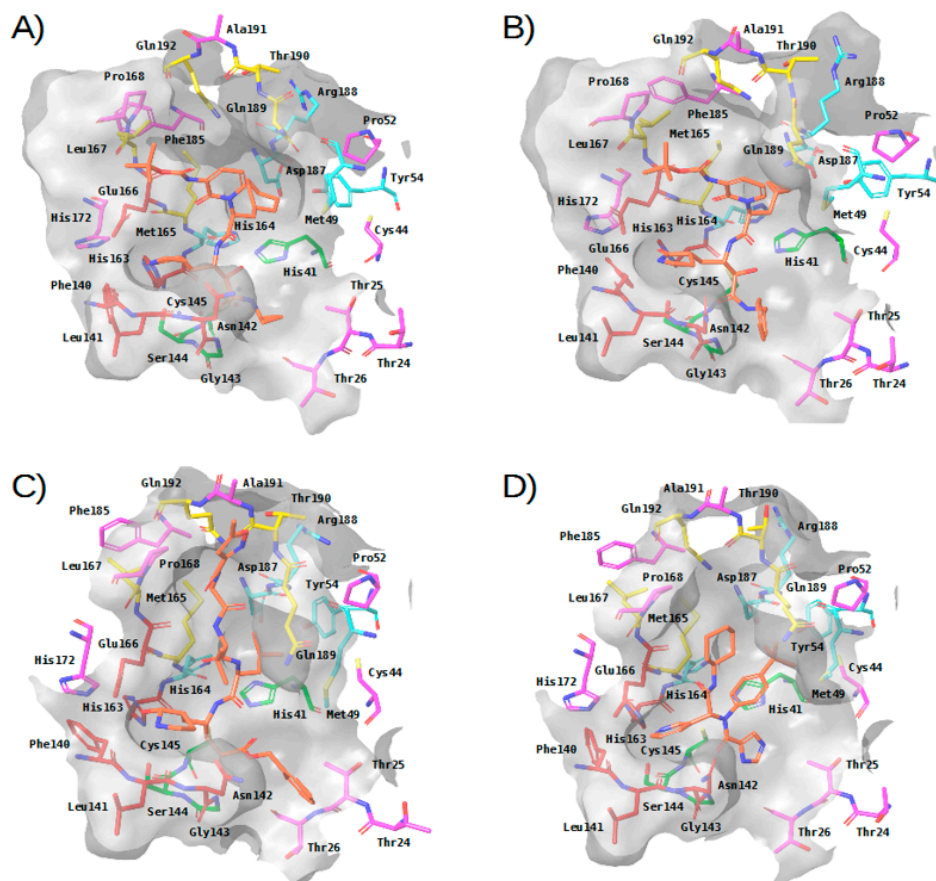 A)
Ala191
Gln192
Thr190
Pro168
Arg188
Gln189
Pro52
Phe185
Leu167
Asp187
Tyr54
Glu166
Met49
His172
His164
Cys44
Met165
His163
His41
Phe140
Thr25
Cys145
Asn142
Leu141
Ser144
Thr24
Gly143
Thr26
B)
Ala191
Gln192
Thr190
Pro168
Arg188
Phe185
Pro52
Met165
Leu167
Gln189
Asp187
Tyr54
His172
Met49
His163
His164
Cys44
Glu166
His41
Phe140
Cys145
Thr25
Asn142
Leu141
Ser144
Gly143
Thr26
Thr24
C)
Gln192
Ala191
Thr190
Phe185
Arg188
Leu167
Pro168
Asp187
Pro52
Met165
Tyr54
Glu166
Gln189
His172
His164
Cys44
His163
His41
Met49
Phe140
Cys145
Thr25
Asn142
Leu141
Ser144
Gly143
Thr24
Thr26
D)
Ala191
Thr190
Gln192
Arg188
Phe185
Pro52
Leu167
Pro168
Asp187
Gln189
Met165
Tyr54
Glu166
Cys44
His172
His164
Met49
His41
His163
Phe140
Cys145
Thr25
Asn142
Leu141
Ser144
Gly143
Thr26
Thr24